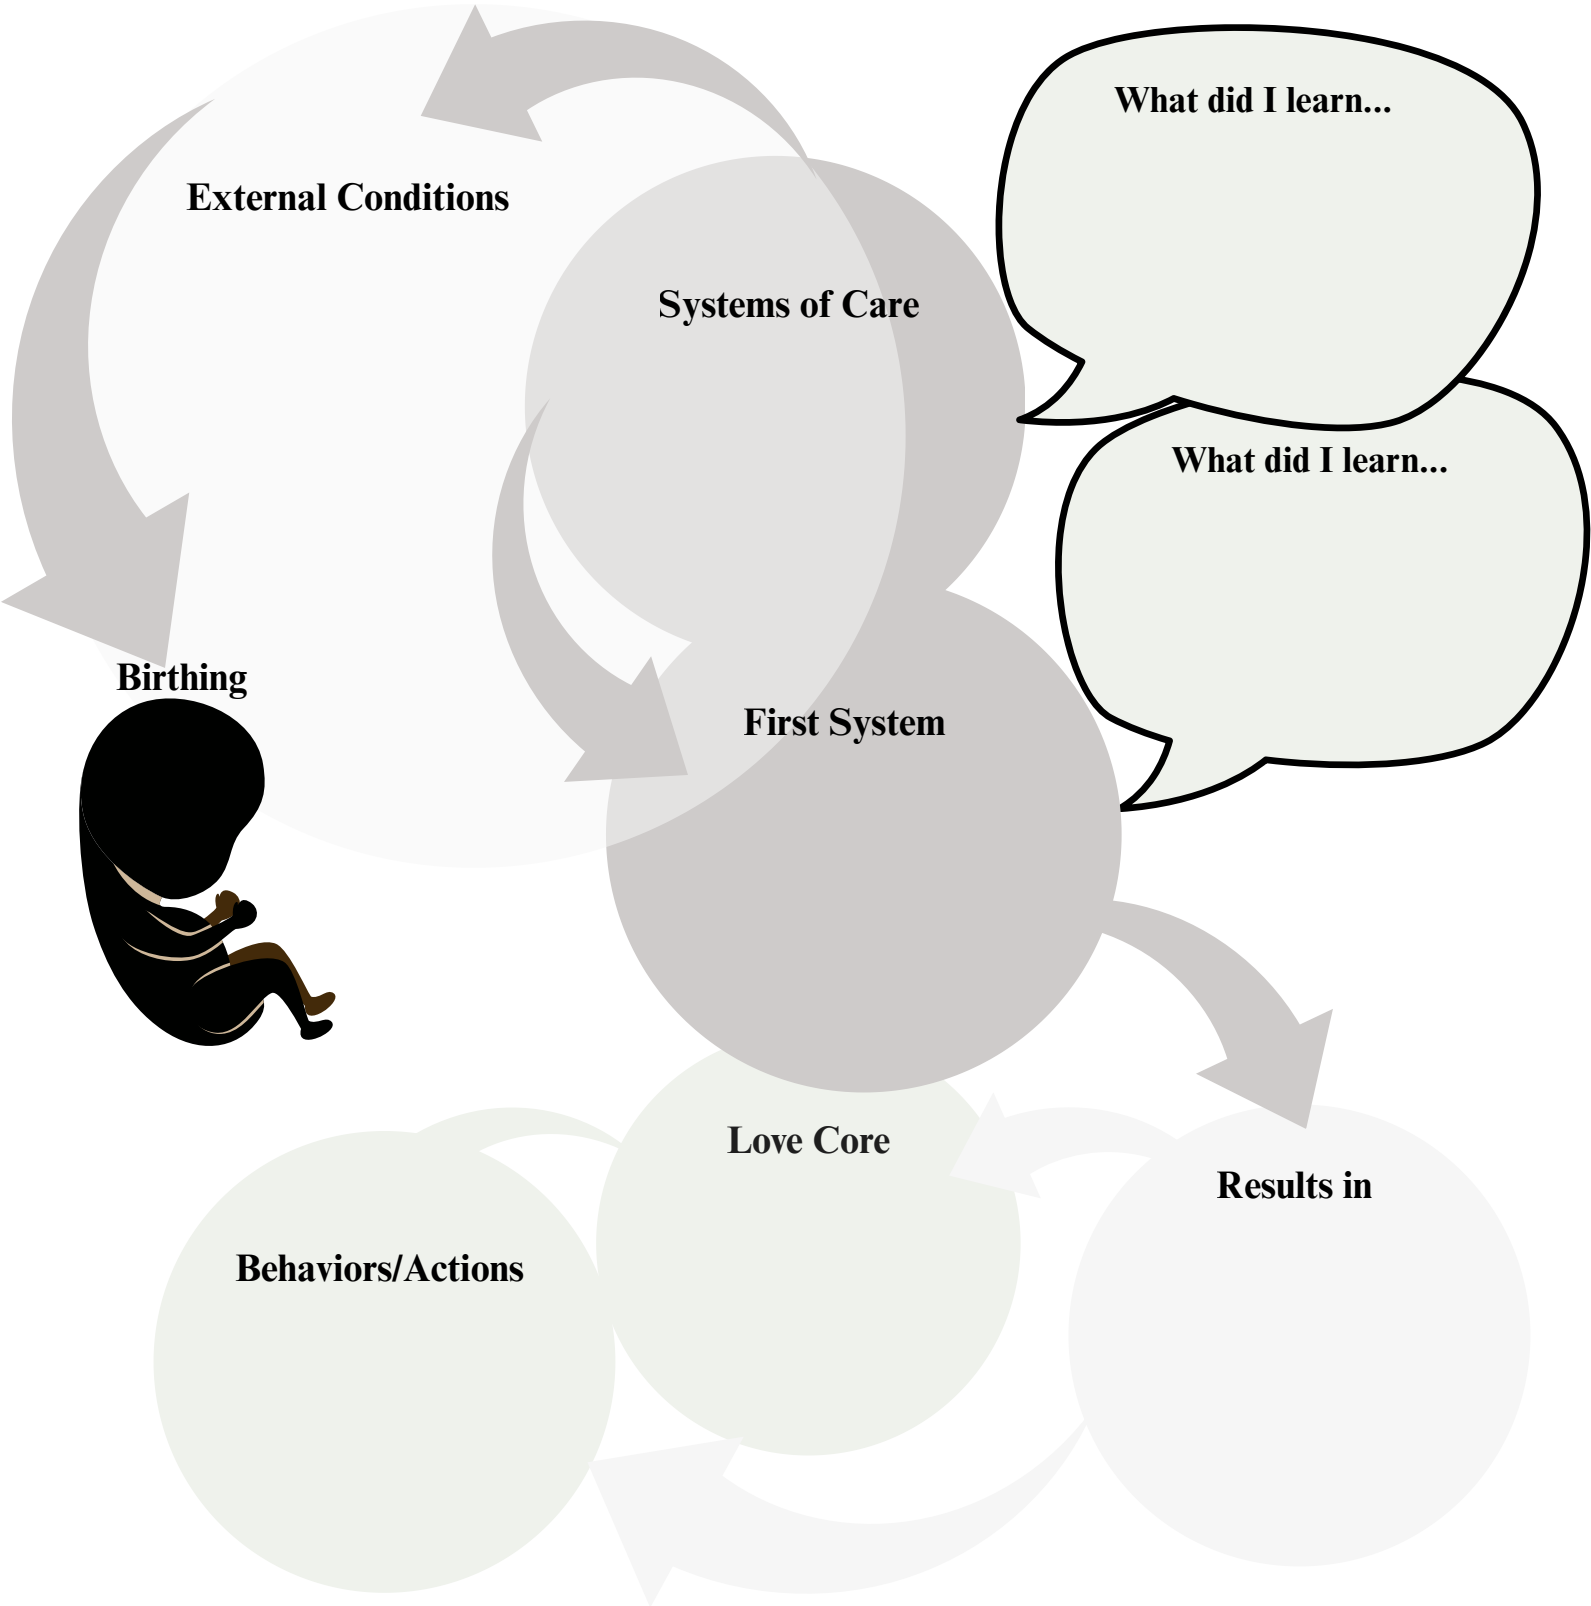 What did I learn...
External Conditions
Systems of Care
What did I learn...
Birthing
First System
Love Core
Results in
Behaviors/Actions